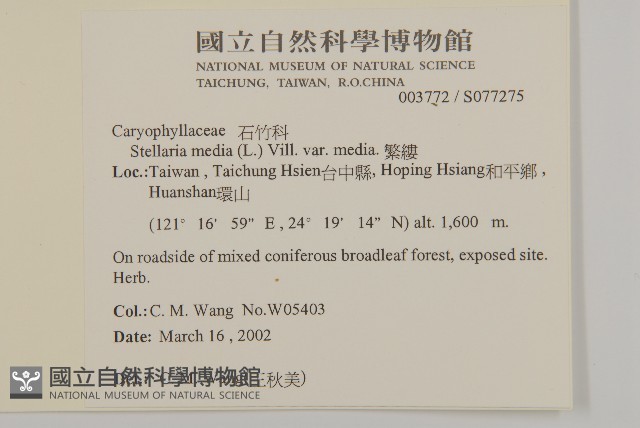 國立自然科學博物館
NATIONAL MUSEUM OF NATURAL SCIENCE
TAICHUNG, TAIWAN, R.O.CHINA
003772 / S077275
Caryophyllaceae 石竹科
Stellaria media (L.) Vill. var. media. 繁縷
Loc.:Taiwan , Taichung Hsien台中縣, Hoping Hsiang和平鄉 ,
Huanshan環山
(121° 16' 59" E , 24° 19' 14" N) alt. 1,600 m.
On roadside of mixed coniferous broadleaf forest, exposed site.
Herb.
Col.: C. M. Wang No.W05403
Date: March 16 , 2002
王秋美)
國立自然科學博物館
NATIONAL MUSEUM OF NATURAL SCIENCE